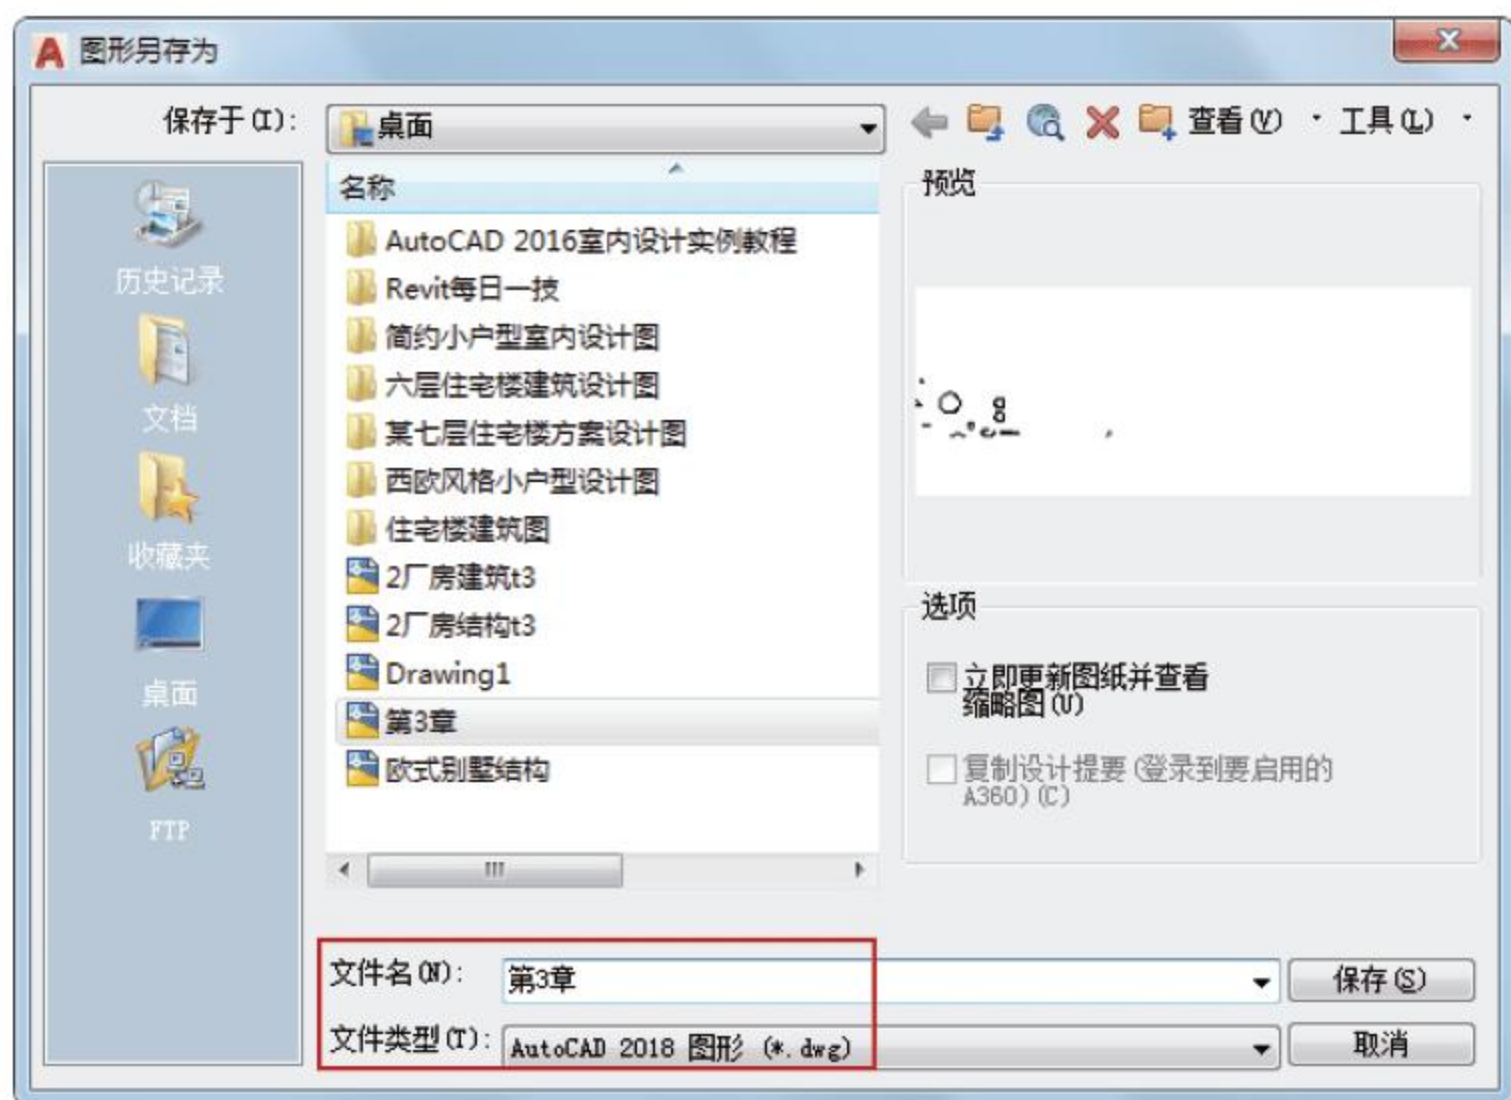 图形另存为
保存于(I):
桌面
查看(V)
工具(L)
历史记录
文档
收藏夹
桌面
FTP
名称
AutoCAD 2016室内设计实例教程
Revit每日一技
简约小户型室内设计图
六层住宅楼建筑设计图
某七层住宅楼方案设计图
西欧风格小户型设计图
住宅楼建筑图
2厂房建筑t3
2厂房结构t3
Drawing1
第3章
欧式别墅结构
预览
选项
立即更新图纸并查看
缩略图(U)
复制设计提要(登录到要启用的
A360)(C)
文件名(N):
第3章
保存(S)
文件类型(T):
AutoCAD 2018 图形 (*.dwg)
取消